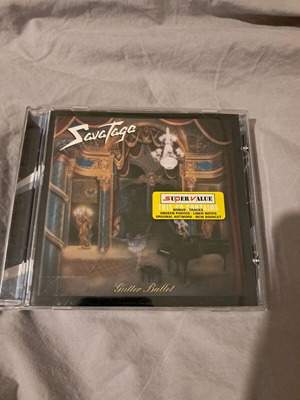 Savatage
SUPER VALUE
BONUS - TRACKS
UNSEEN PHOTOS - LINER NOTES
ORIGINAL ARTWORK - NEW BOOKLET
Gutter Ballet